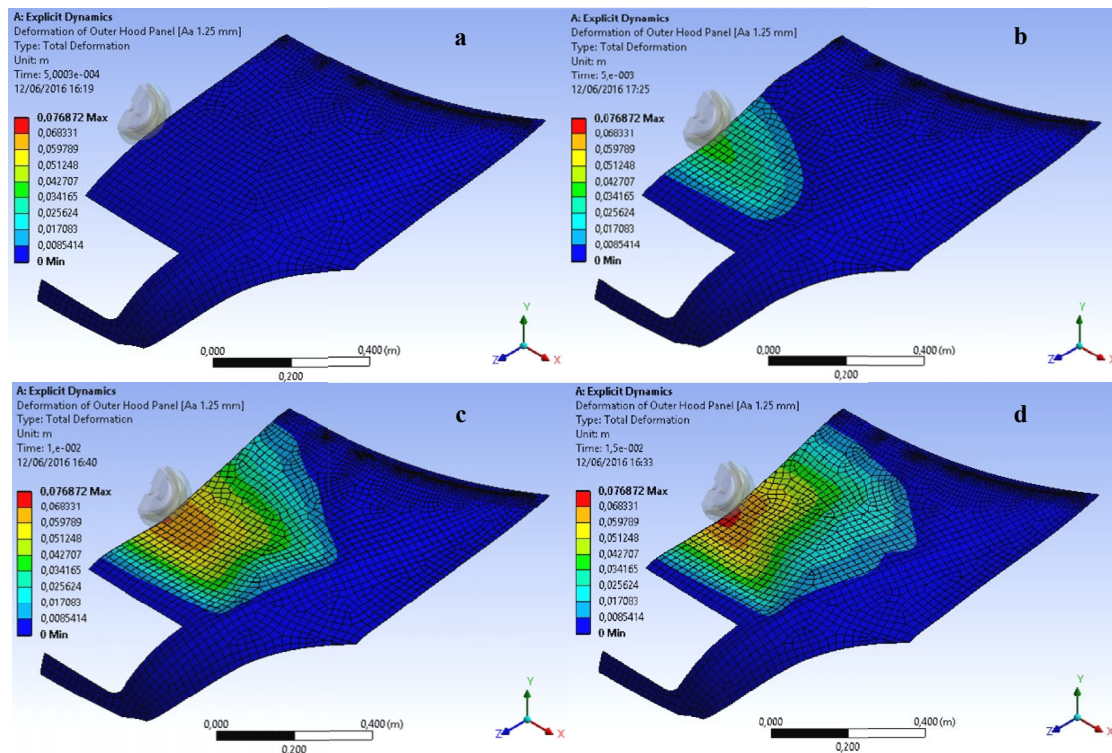 A: Explicit Dynamics
Deformation of Outer Hood Panel [Aa 1.25 mm]
Type: Total Deformation
Unit: m
Time: 5,0003e-004
12/06/2016 16:19
a
0,076872 Max
0,068331
0,059789
0,051248
0,042707
0,034165
0,025624
0,017083
0,0085414
0 Min
0,000
0,400 (m)
0,200
Y
Z
X
A: Explicit Dynamics
Deformation of Outer Hood Panel [Aa 1.25 mm]
Type: Total Deformation
Unit: m
Time: 5,e-003
12/06/2016 17:25
b
0,076872 Max
0,068331
0,059789
0,051248
0,042707
0,034165
0,025624
0,017083
0,0085414
0 Min
0,000
0,400 (m)
0,200
Y
Z
X
A: Explicit Dynamics
Deformation of Outer Hood Panel [Aa 1.25 mm]
Type: Total Deformation
Unit: m
Time: 1,e-002
12/06/2016 16:40
c
0,076872 Max
0,068331
0,059789
0,051248
0,042707
0,034165
0,025624
0,017083
0,0085414
0 Min
0,000
0,400 (m)
0,200
Y
Z
X
A: Explicit Dynamics
Deformation of Outer Hood Panel [Aa 1.25 mm]
Type: Total Deformation
Unit: m
Time: 1,5e-002
12/06/2016 16:33
d
0,076872 Max
0,068331
0,059789
0,051248
0,042707
0,034165
0,025624
0,017083
0,0085414
0 Min
0,000
0,400 (m)
0,200
Y
Z
X